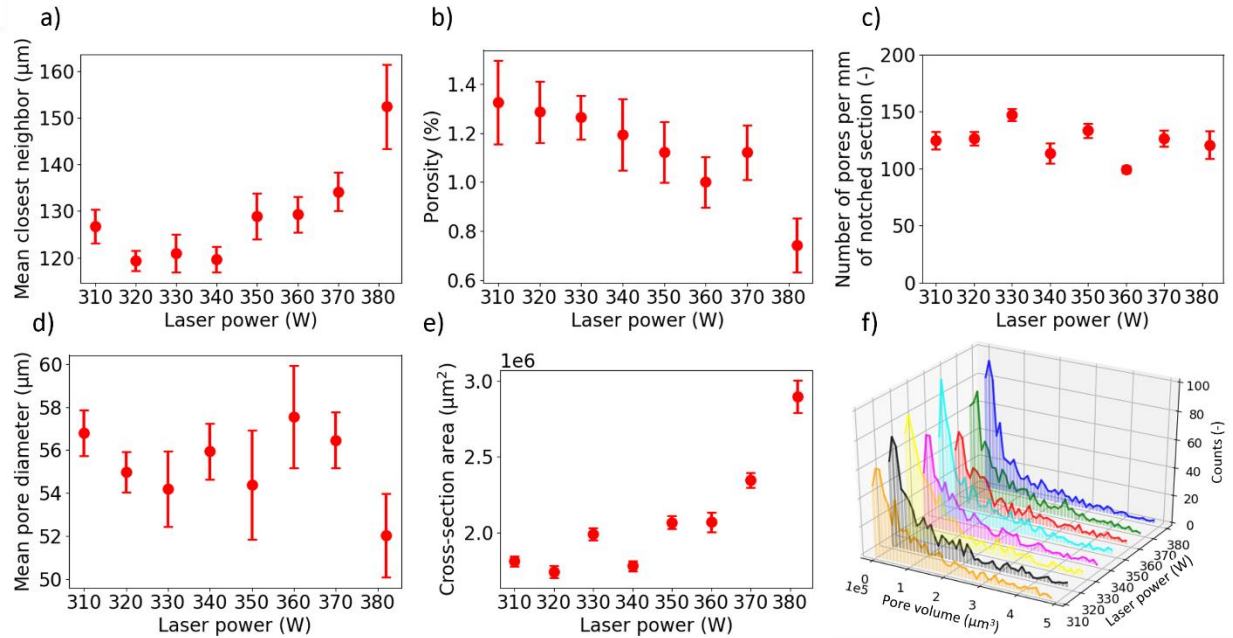 a)
160
150
140
130
120
Mean closest neighbor (µm)
310 320 330 340 350 360 370 380
Laser power (W)
b)
1.4
1.2
1.0
0.8
0.6
Porosity (%)
310 320 330 340 350 360 370 380
Laser power (W)
c)
200
150
100
50
0
Number of pores per mm
of notched section (-)
310 320 330 340 350 360 370 380
Laser power (W)
d)
60
58
56
54
52
50
Mean pore diameter (µm)
310 320 330 340 350 360 370 380
Laser power (W)
e)
1e6
3.0
2.5
2.0
Cross-section area (µm²)
310 320 330 340 350 360 370 380
Laser power (W)
f)
100
80
60
40
20
0
Counts (-)
0 1 2 3 4 5
1e5
Pore volume (µm³)
310 320 330 340 350 360 370 380
Laser power (W)